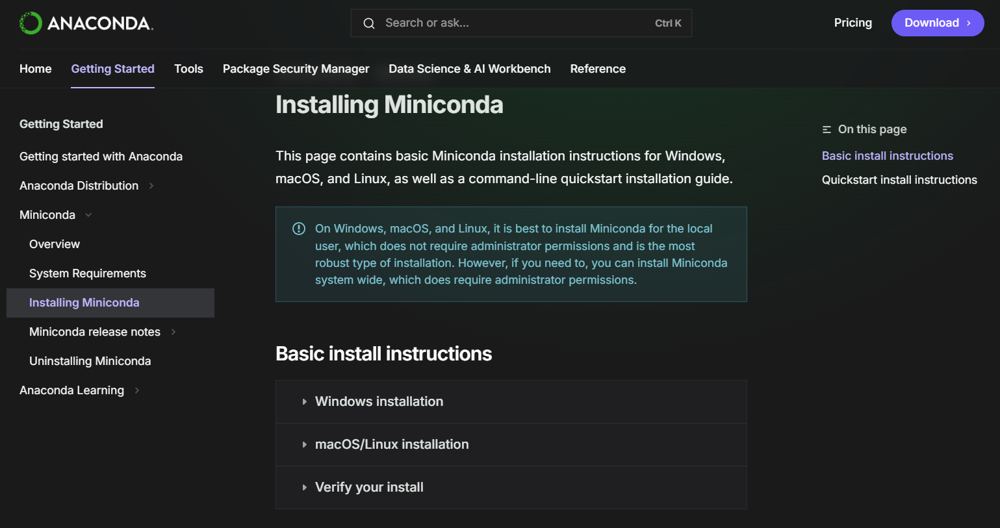 ANACONDA.
Search or ask...
Ctrl K
Pricing
Download
Home
Getting Started
Tools
Package Security Manager
Data Science & AI Workbench
Reference
Getting Started
Getting started with Anaconda
Anaconda Distribution
Miniconda
Overview
System Requirements
Installing Miniconda
Miniconda release notes
Uninstalling Miniconda
Anaconda Learning
Installing Miniconda
This page contains basic Miniconda installation instructions for Windows,
macOS, and Linux, as well as a command-line quickstart installation guide.
On Windows, macOS, and Linux, it is best to install Miniconda for the local
user, which does not require administrator permissions and is the most
robust type of installation. However, if you need to, you can install Miniconda
system wide, which does require administrator permissions.
Basic install instructions
Windows installation
macOS/Linux installation
Verify your install
On this page
Basic install instructions
Quickstart install instructions